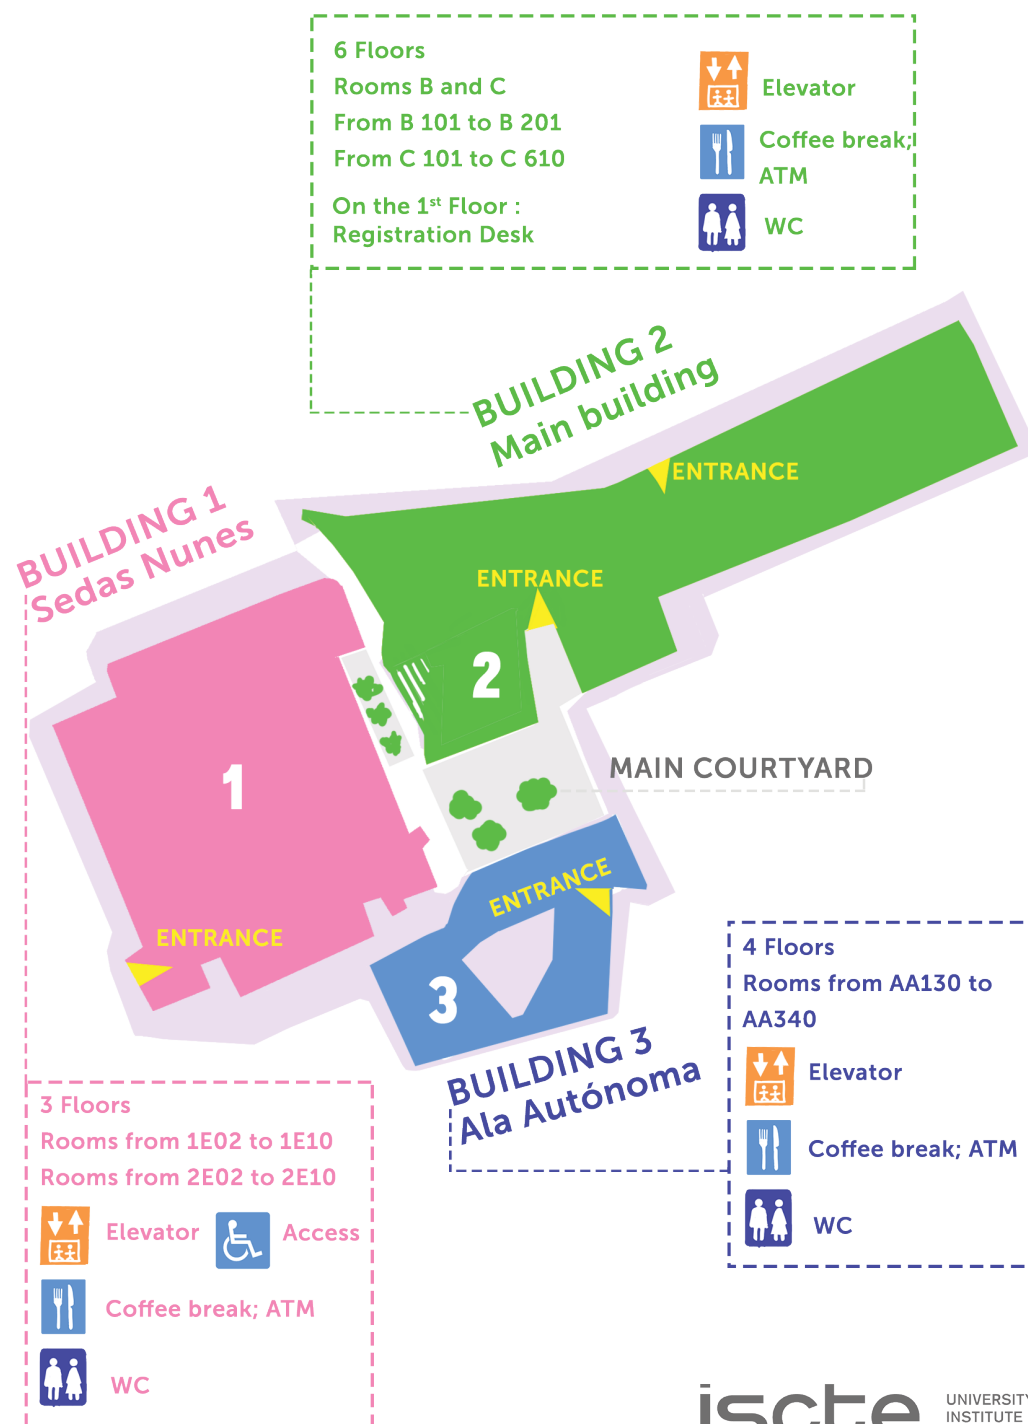 6 Floors
Rooms B and C
From B 101 to B 201
From C 101 to C 610
On the 1st Floor :
Registration Desk
Elevator
Coffee break;
ATM
WC
BUILDING 2
Main building
ENTRANCE
BUILDING 1
Sedas Nunes
ENTRANCE
2
1
MAIN COURTYARD
ENTRANCE
ENTRANCE
3
BUILDING 3
Ala Autónoma
4 Floors
Rooms from AA130 to
AA340
Elevator
Coffee break; ATM
WC
3 Floors
Rooms from 1E02 to 1E10
Rooms from 2E02 to 2E10
Elevator
Access
Coffee break; ATM
WC
iscte
UNIVERSITY
INSTITUTE